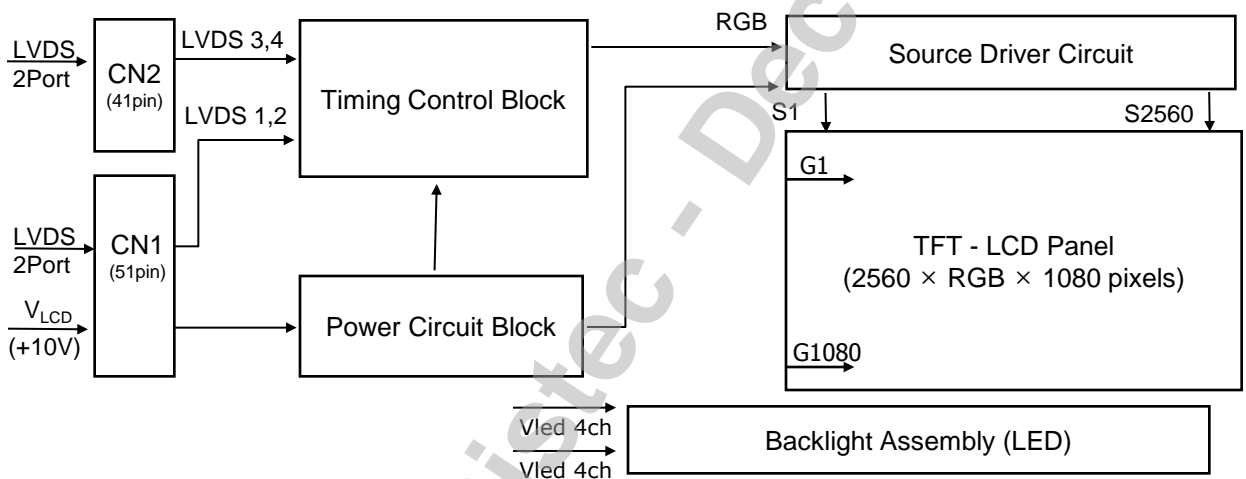 RGB
LVDS
2Port
CN2
(41pin)
LVDS 3,4
Timing Control Block
Source Driver Circuit
LVDS 1,2
S1
S2560
LVDS
2Port
CN1
(51pin)
G1
TFT - LCD Panel
(2560 × RGB × 1080 pixels)
VLCD
(+10V)
Power Circuit Block
G1080
Vled 4ch
Vled 4ch
Backlight Assembly (LED)
istec - Dec